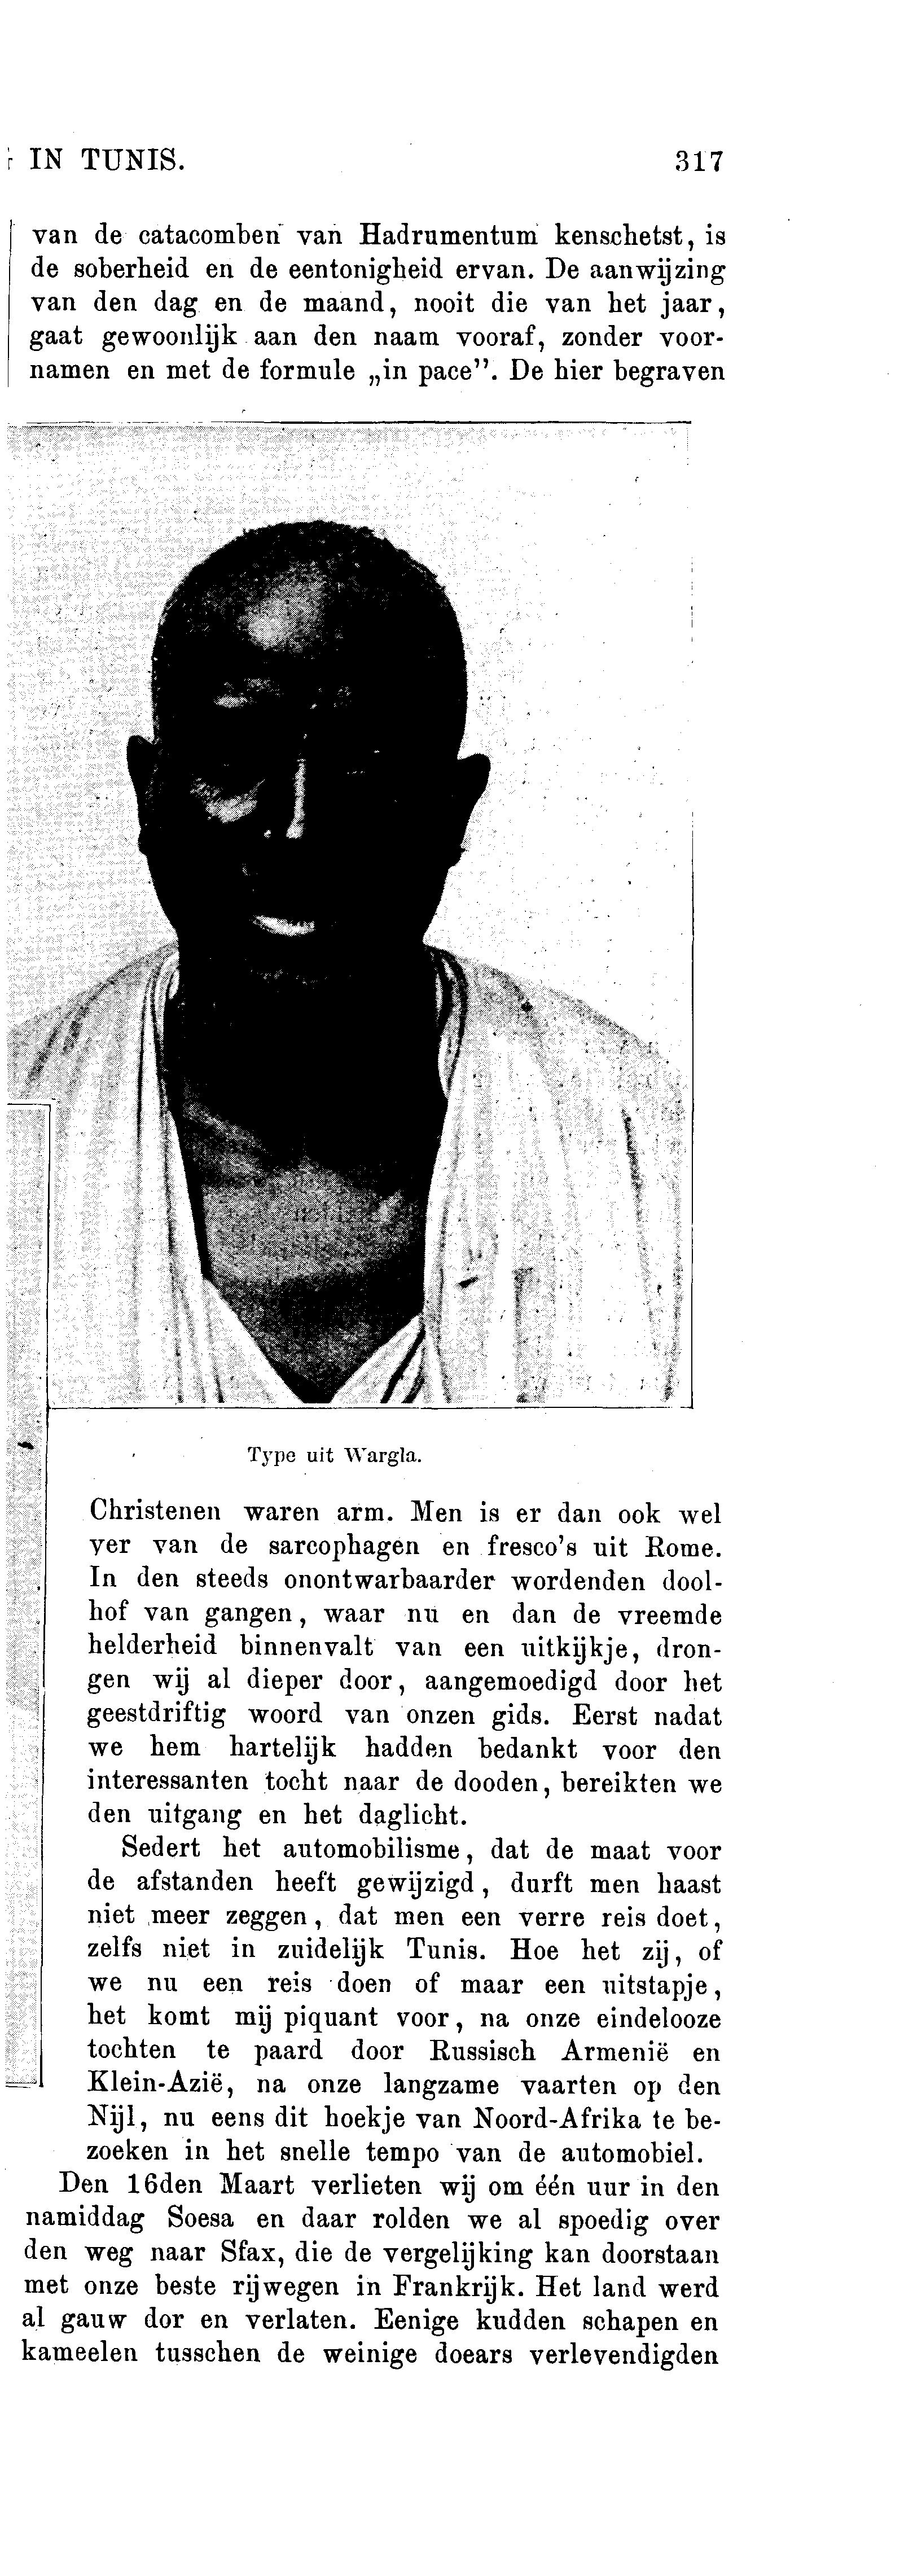 IN TUNIS. 317
van de catacomben van Hadrumentum kenschetst, is
de soberheid en de eentonigheid ervan. De aanwijzing
van den dag en de maand, nooit die van het jaar,
gaat gewoonlijk aan den naam vooraf, zonder voor-
namen en met de formule „in pace”. De hier begraven
Type uit Wargla.
Christenen waren arm. Men is er dan ook wel
ver van de sarcophagen en fresco's uit Rome.
In den steeds onontwarbaarder wordenden dool-
hof van gangen, waar nu en dan de vreemde
helderheid binnenvalt van een uitkijkje, dron-
gen wij al dieper door, aangemoedigd door het
geestdriftig woord van onzen gids. Eerst nadat
we hem hartelijk hadden bedankt voor den
interessanten tocht naar de dooden, bereikten we
den uitgang en het daglicht.
Sedert het automobilisme, dat de maat voor
de afstanden heeft gewijzigd, durft men haast
niet meer zeggen, dat men een verre reis doet,
zelfs niet in zuidelijk Tunis. Hoe het zij, of
we nu een reis doen of maar een uitstapje,
het komt mij piquant voor, na onze eindelooze
tochten te paard door Russisch Armenië en
Klein-Azië, na onze langzame vaarten op den
Nijl, nu eens dit hoekje van Noord-Afrika te be-
zoeken in het snelle tempo van de automobiel.
Den 16den Maart verlieten wij om één uur in den
namiddag Soesa en daar rolden we al spoedig over
den weg naar Sfax, die de vergelijking kan doorstaan
met onze beste rijwegen in Frankrijk. Het land werd
al gauw dor en verlaten. Eenige kudden schapen en
kameelen tusschen de weinige doears verlevendigden